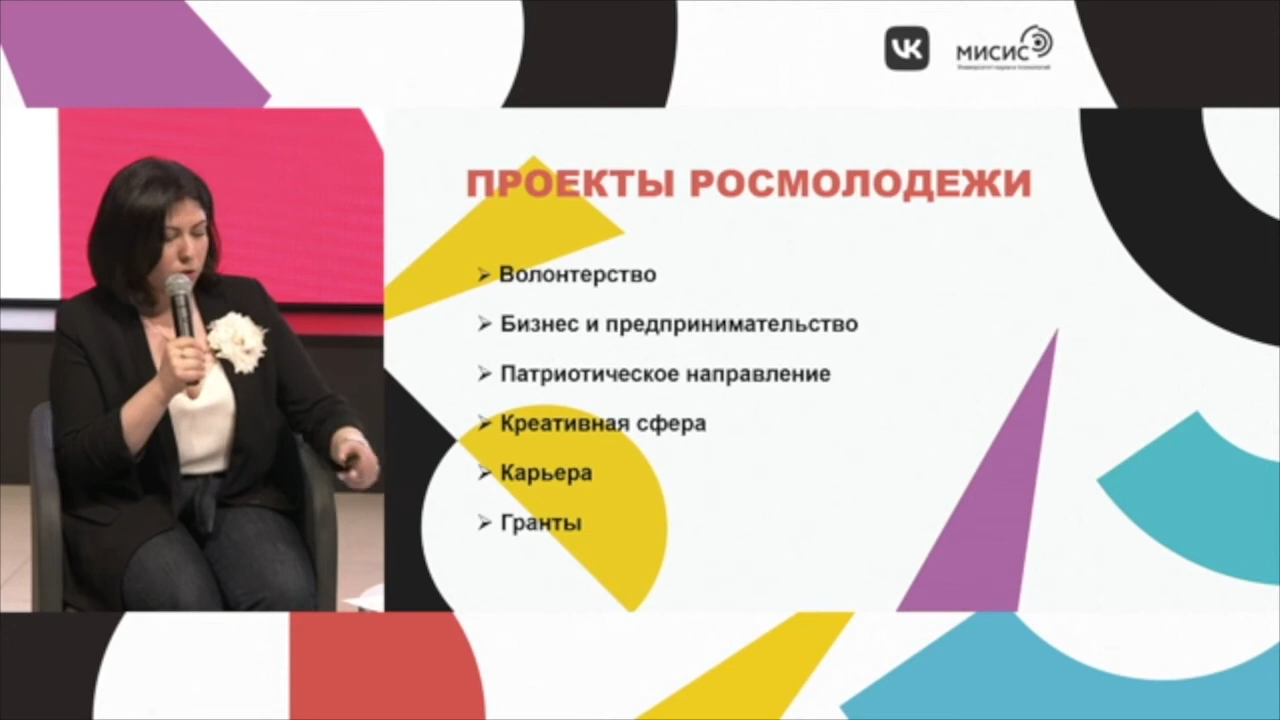 МИСИС
ПРОЕКТЫ РОСМОЛОДЕЖИ
Волонтерство
Бизнес и предпринимательство
Патриотическое направление
Креативная сфера
Карьера
Гранты